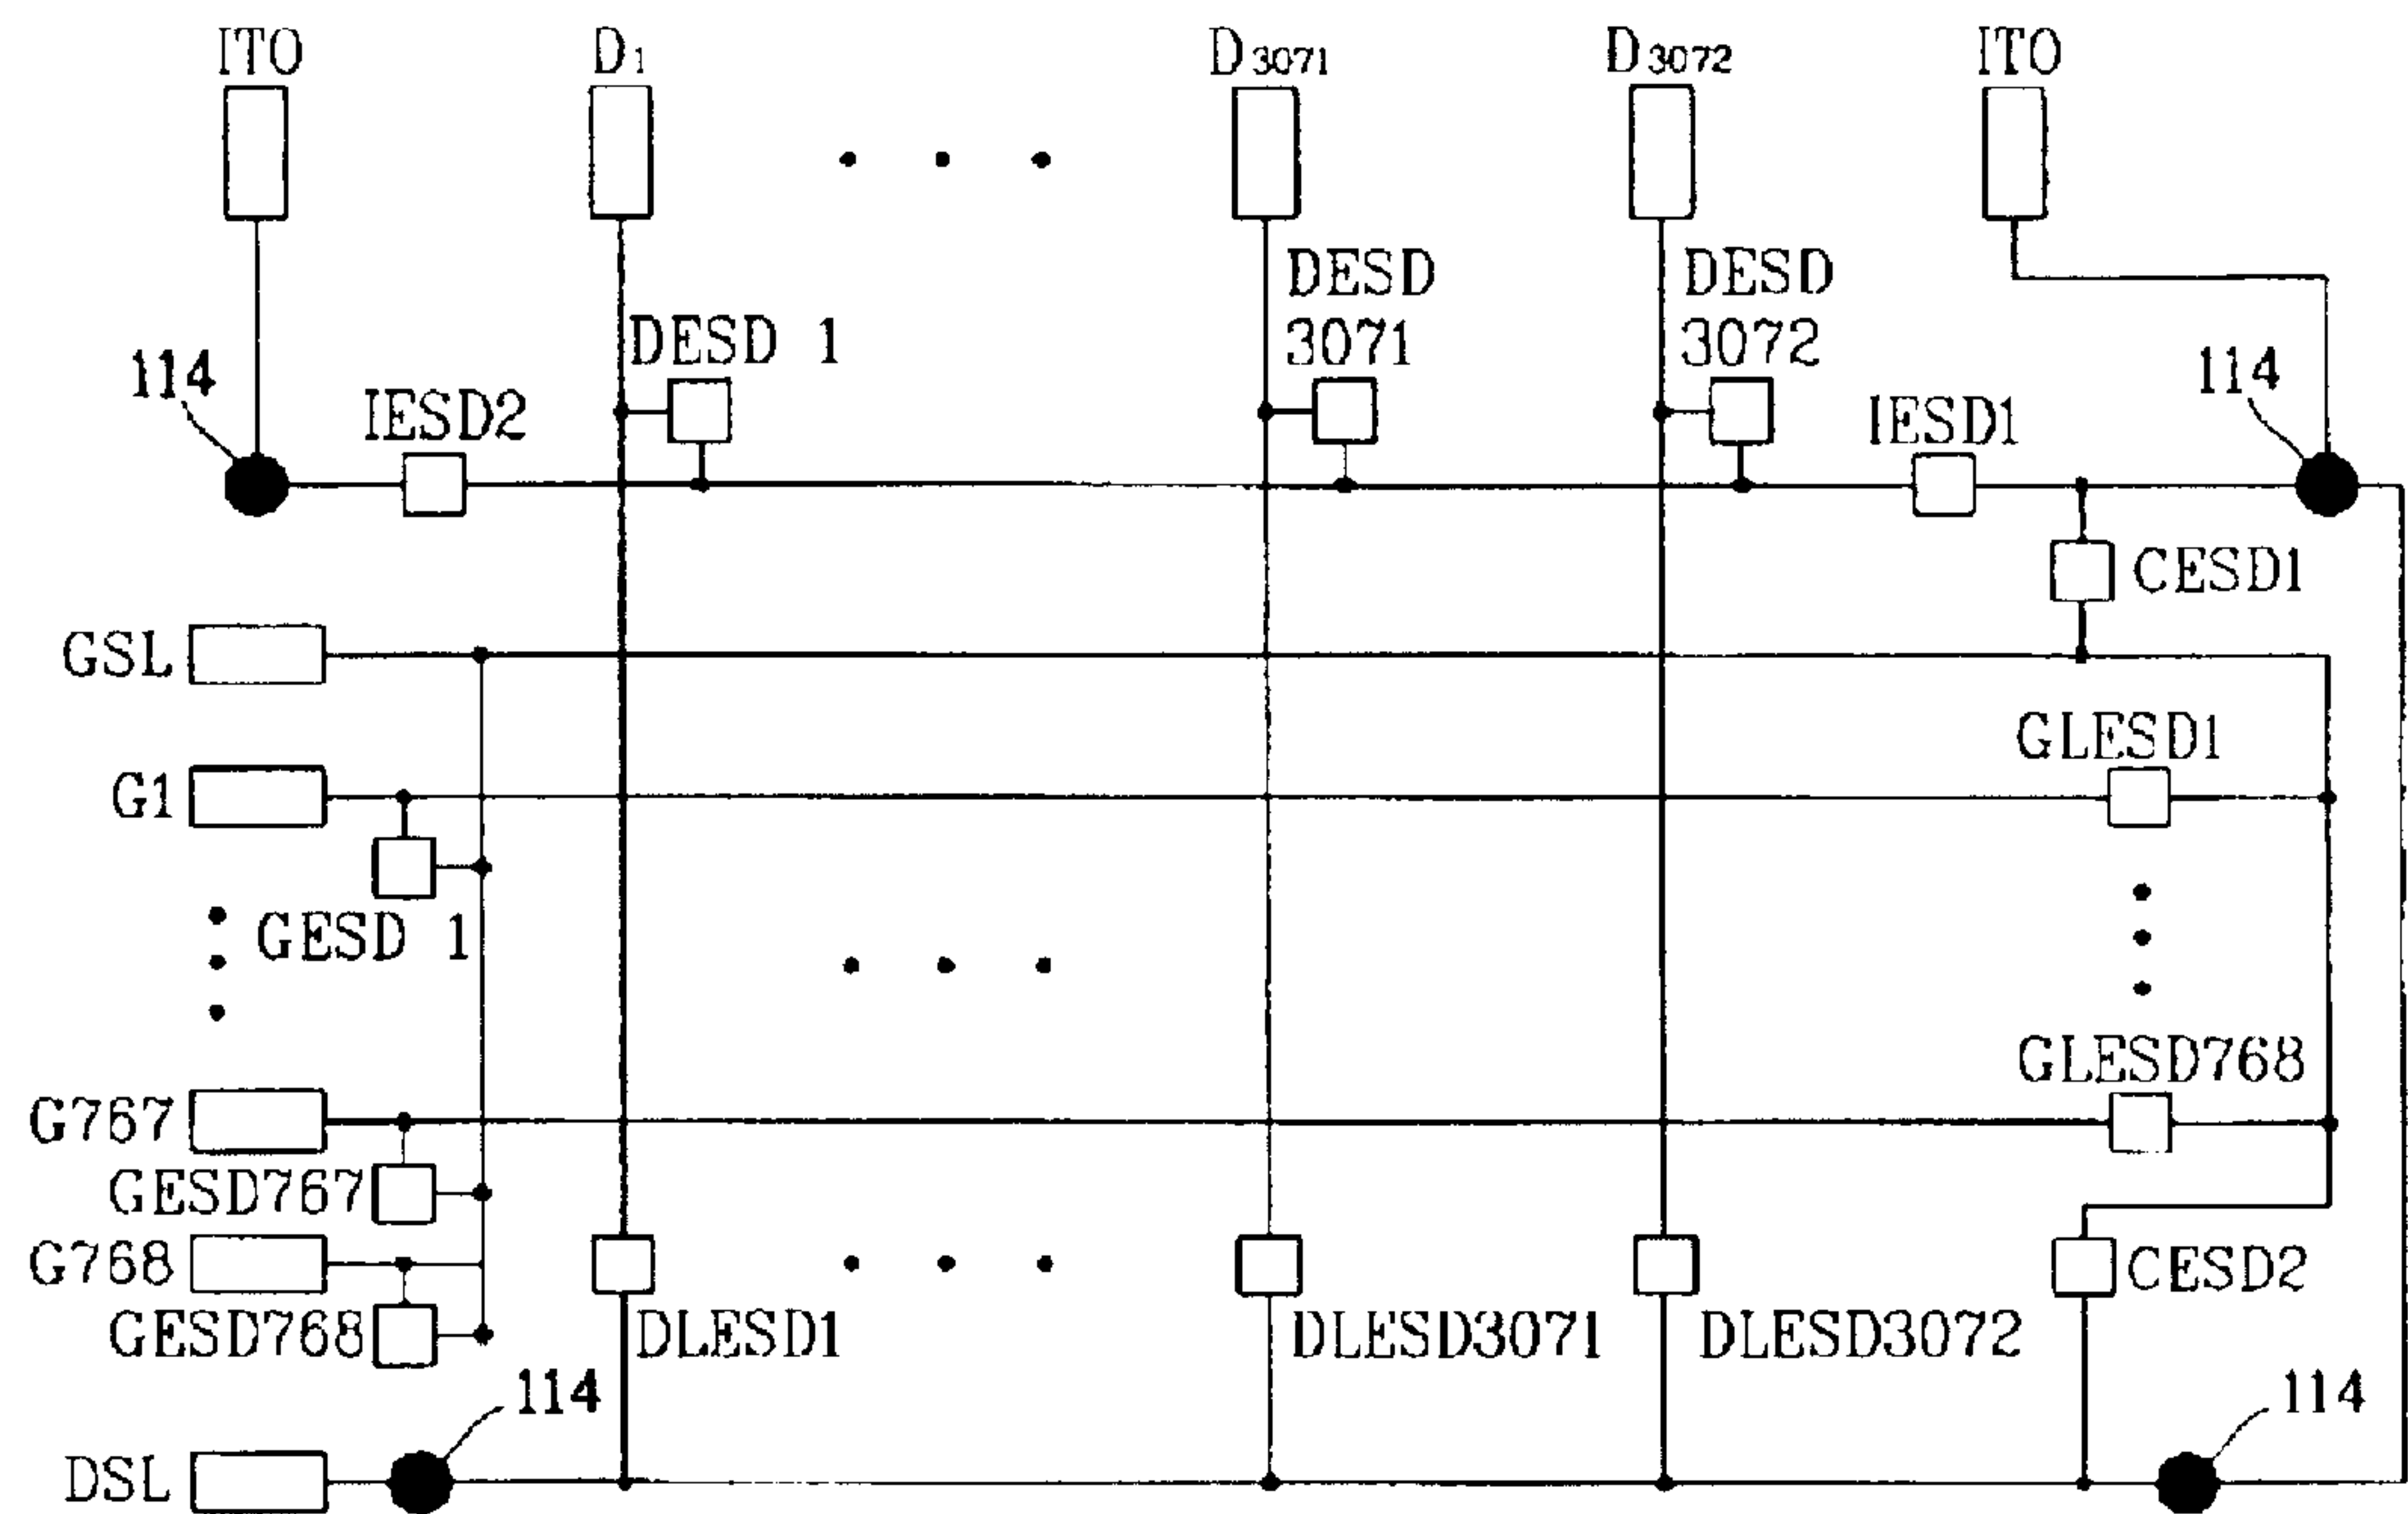 ITO
D1
D3071
D3072
ITO
DESD 1
DESD
3071
DESD
3072
114
IESD2
IESD1
114
CESD1
GSL
GLESD1
G1
GESD 1
GLESD768
G767
GESD767
G768
CESD2
GESD768
DLESD1
DLESD3071
DLESD3072
114
114
DSL